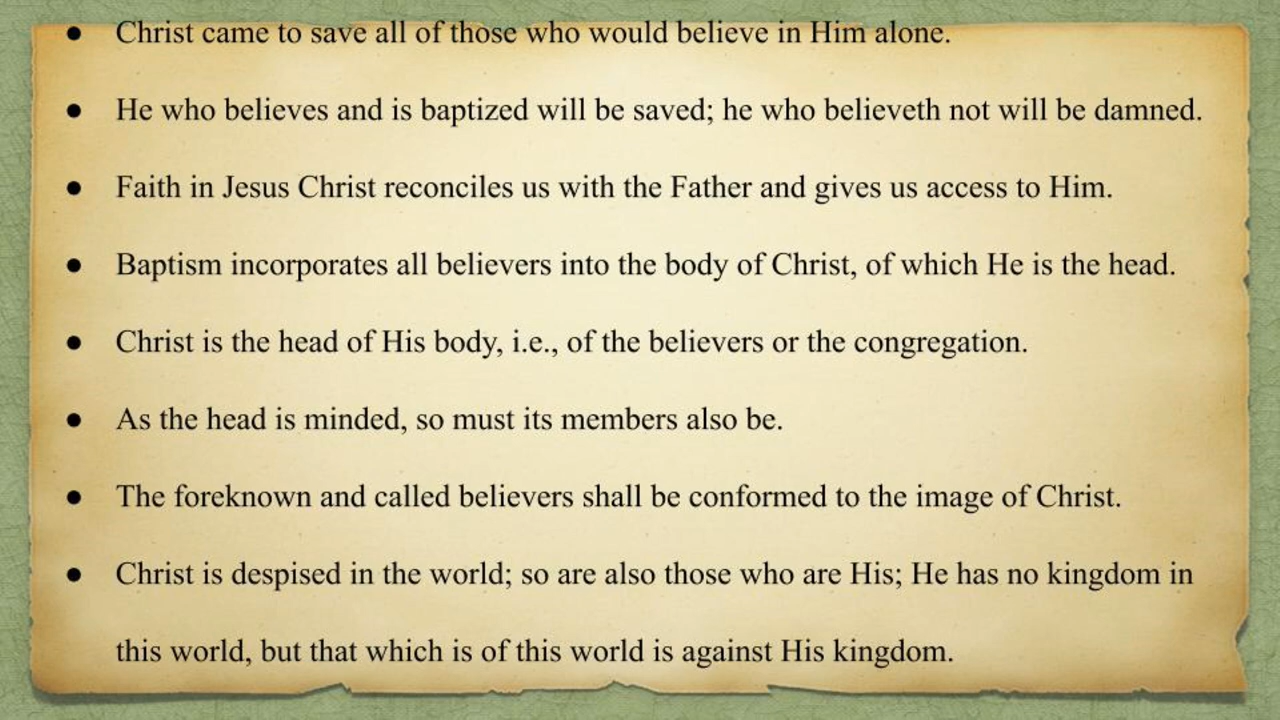 ● Christ came to save all of those who would believe in Him alone.
● He who believes and is baptized will be saved; he who believeth not will be damned.
● Faith in Jesus Christ reconciles us with the Father and gives us access to Him.
● Baptism incorporates all believers into the body of Christ, of which He is the head.
● Christ is the head of His body, i.e., of the believers or the congregation.
● As the head is minded, so must its members also be.
● The foreknown and called believers shall be conformed to the image of Christ.
● Christ is despised in the world; so are also those who are His; He has no kingdom in
this world, but that which is of this world is against His kingdom.